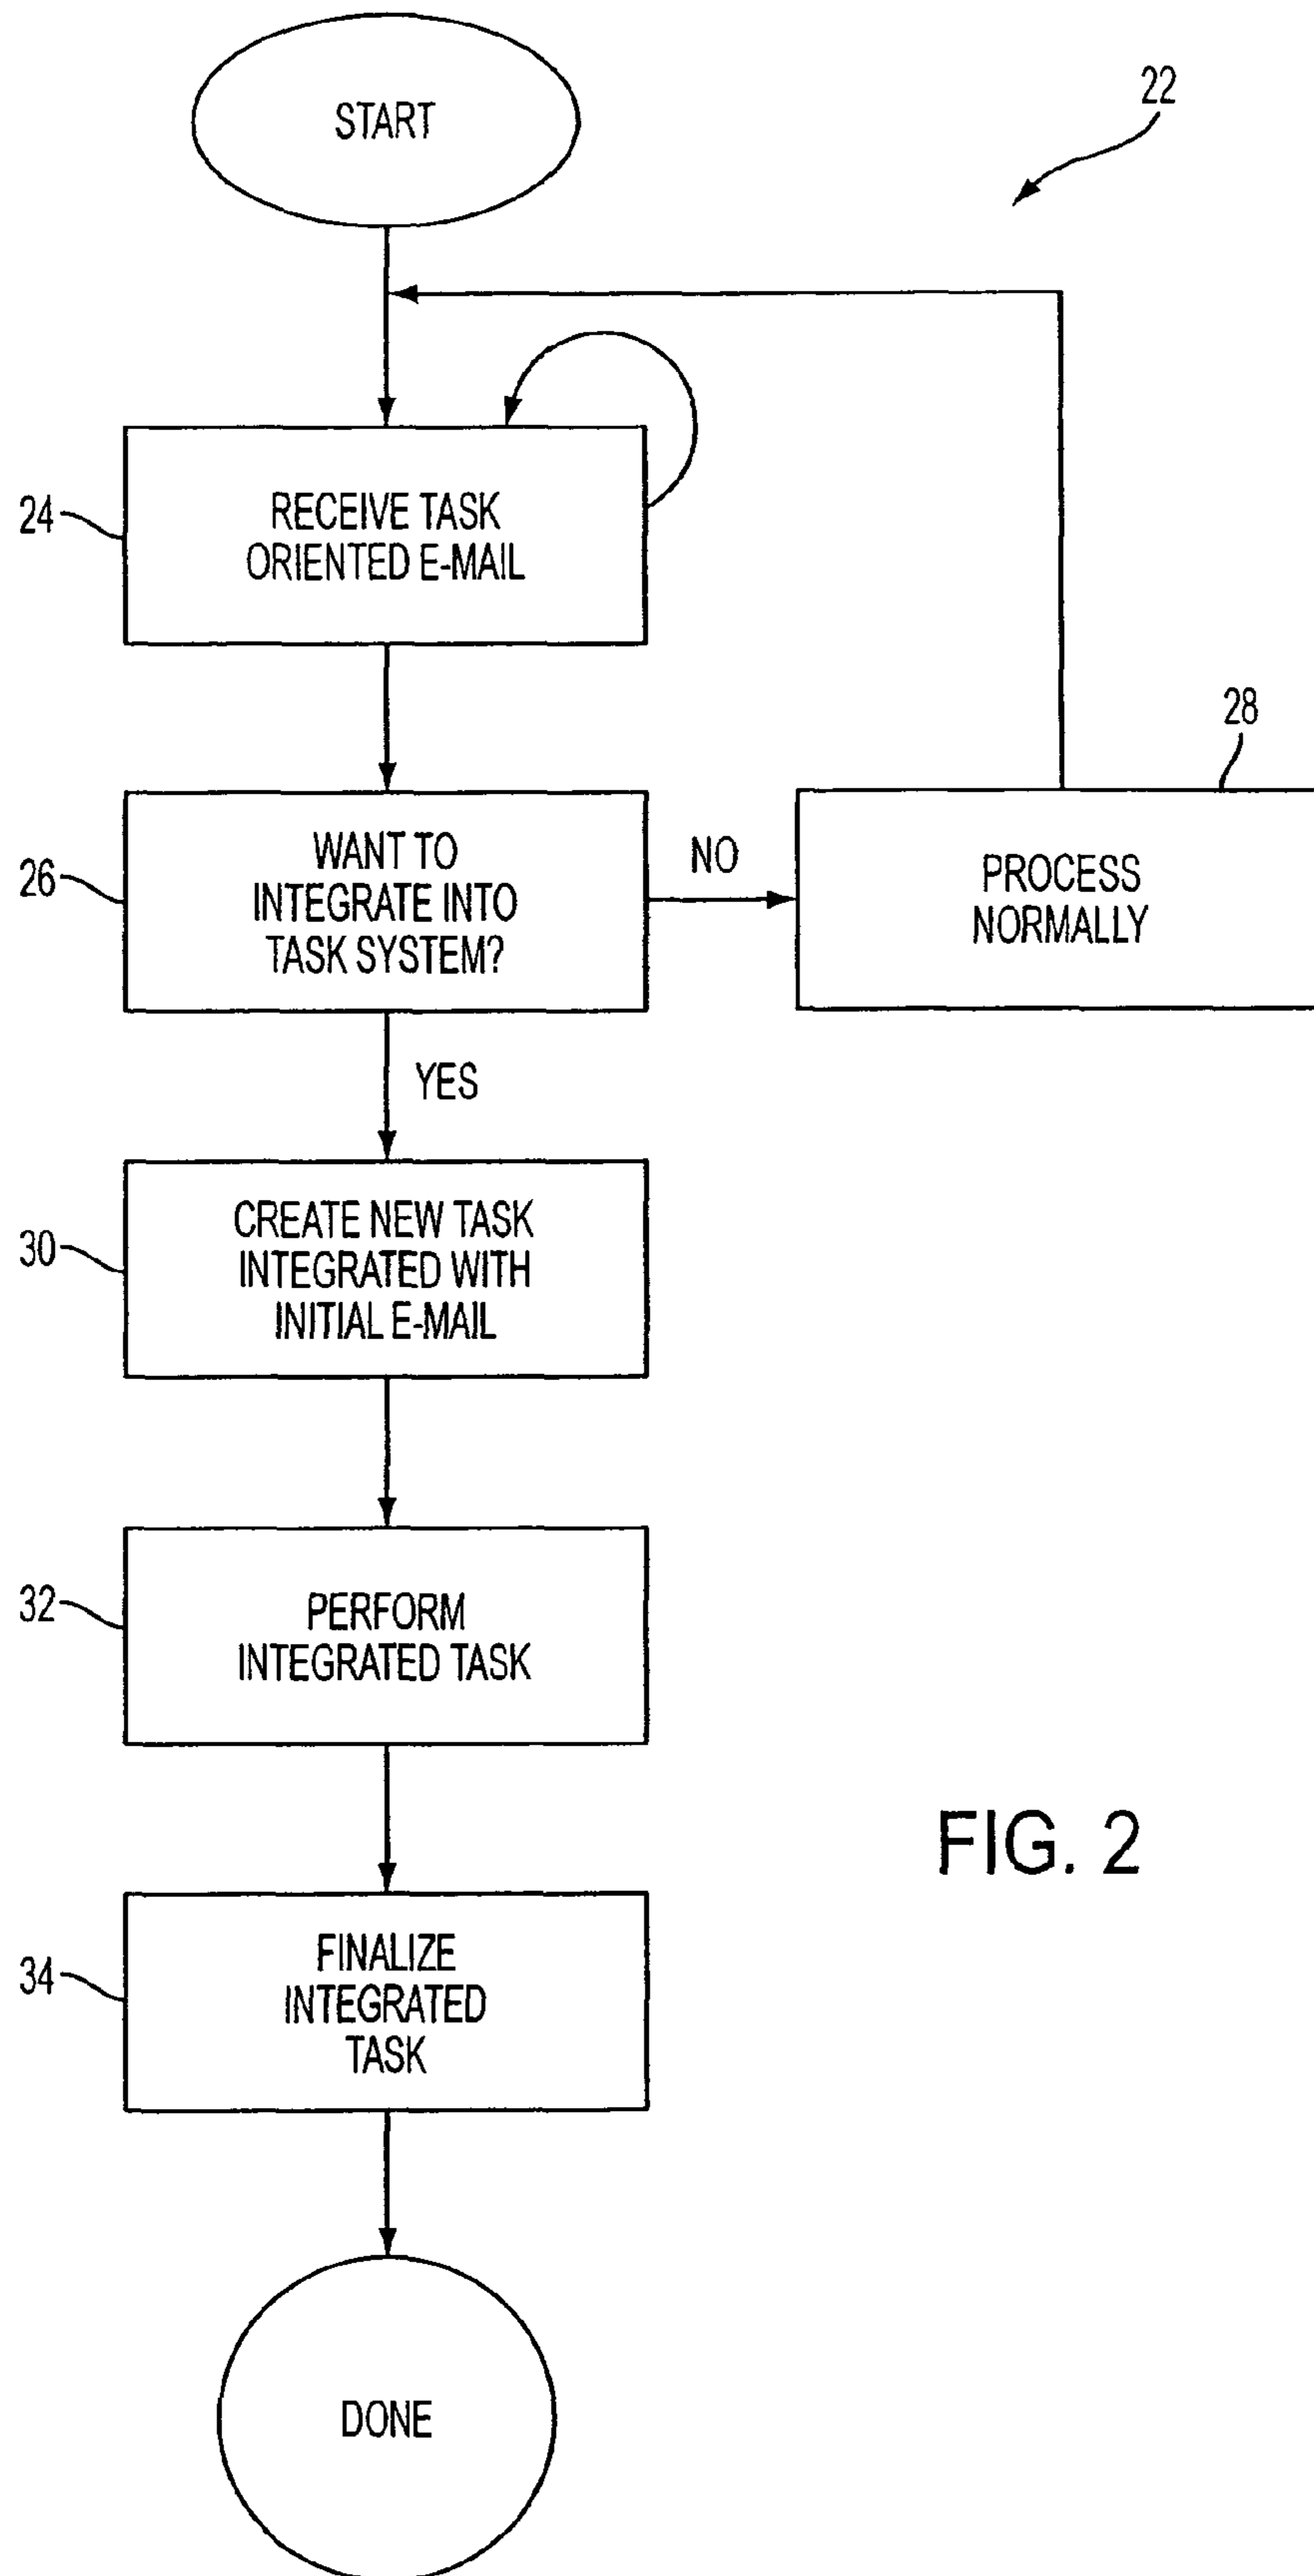 START
22
24
RECEIVE TASK
ORIENTED E-MAIL
26
WANT TO
INTEGRATE INTO
TASK SYSTEM?
NO
28
PROCESS
NORMALLY
YES
30
CREATE NEW TASK
INTEGRATED WITH
INITIAL E-MAIL
32
PERFORM
INTEGRATED TASK
FIG. 2
34
FINALIZE
INTEGRATED
TASK
DONE